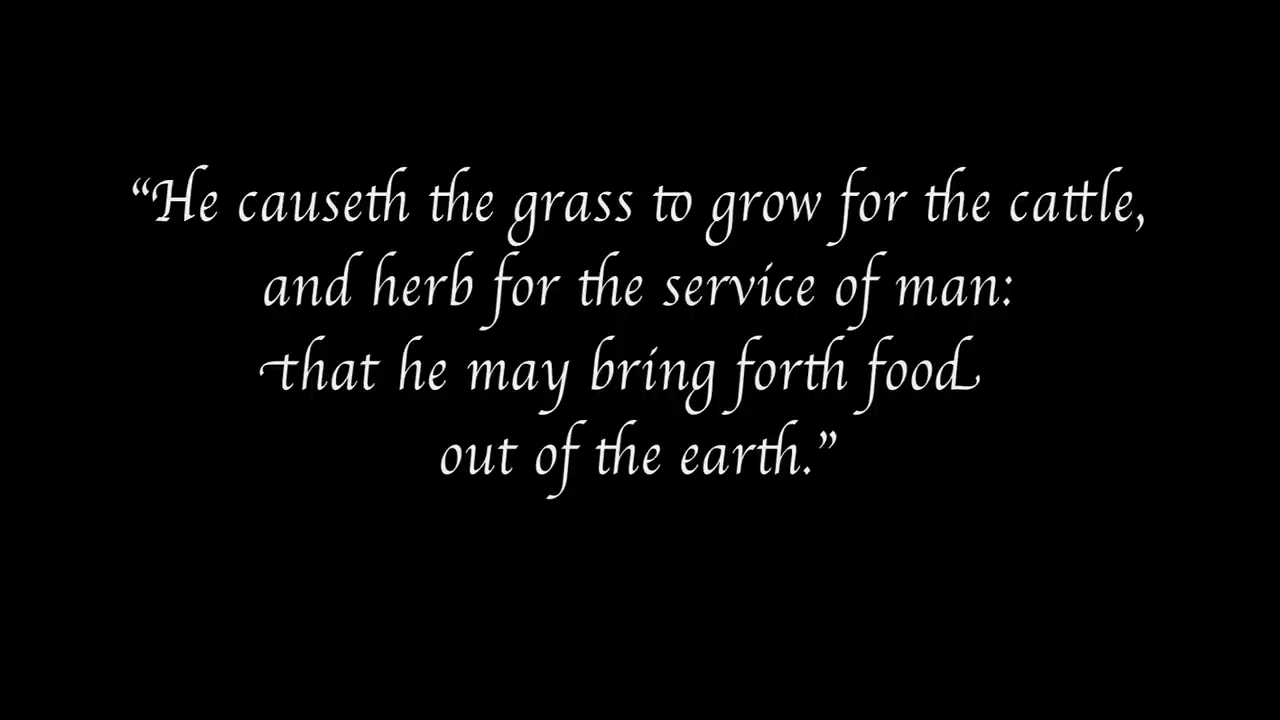 “He causeth the grass to grow for the cattle,
and herb for the service of man:
that he may bring forth food
out of the earth.”